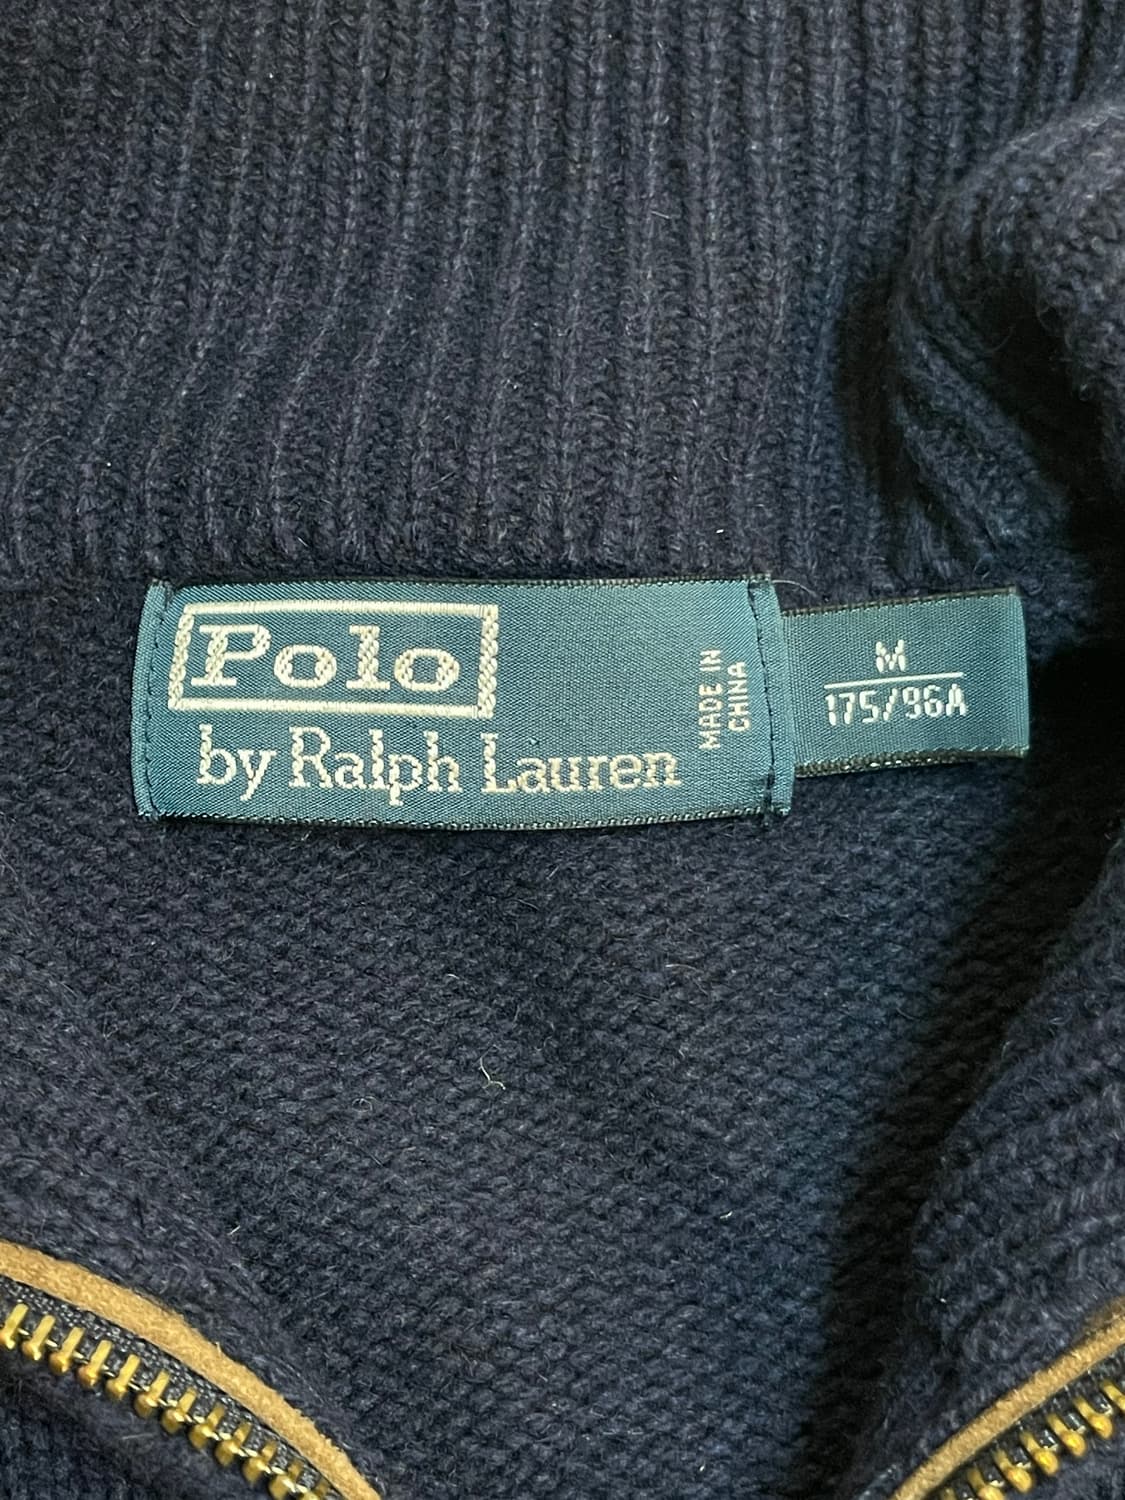 Polo
by Ralph Lauren
MADE IN
CHINA
M
175/96A